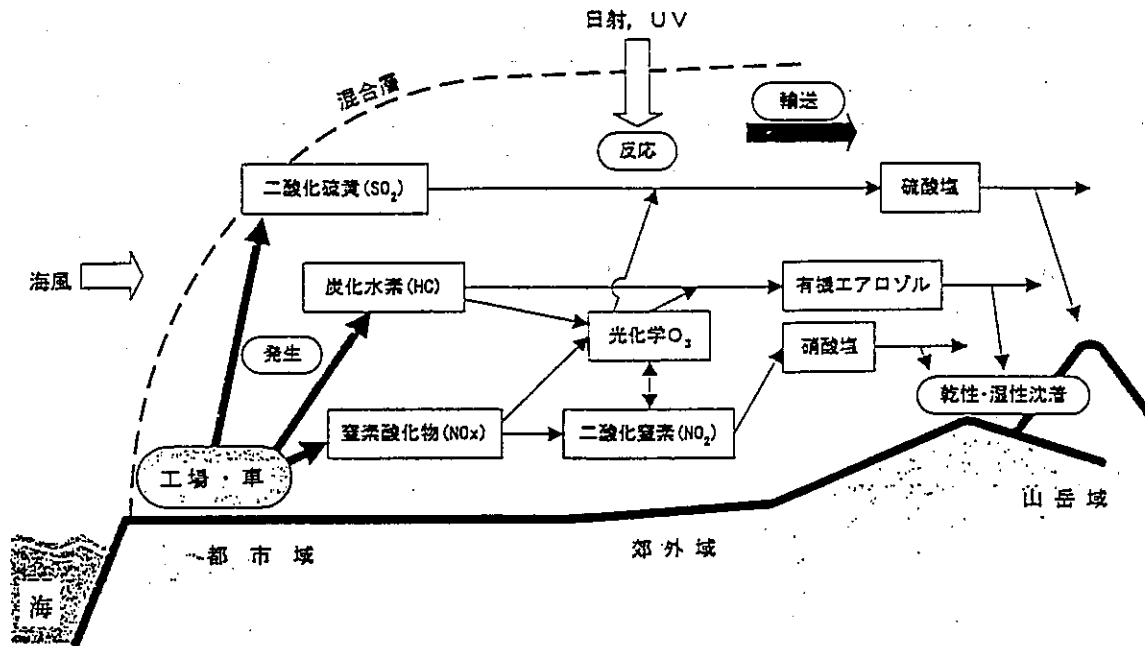 日射，ＵＶ
混合層
輸送
反応
二酸化硫黄(SO₂)
硫酸塩
海風
炭化水素(HC)
有機エアロゾル
光化学O₃
硝酸塩
発生
乾性・湿性沈着
窒素酸化物(NOx)
二酸化窒素(NO₂)
工場・車
山岳域
都市域
郊外域
海